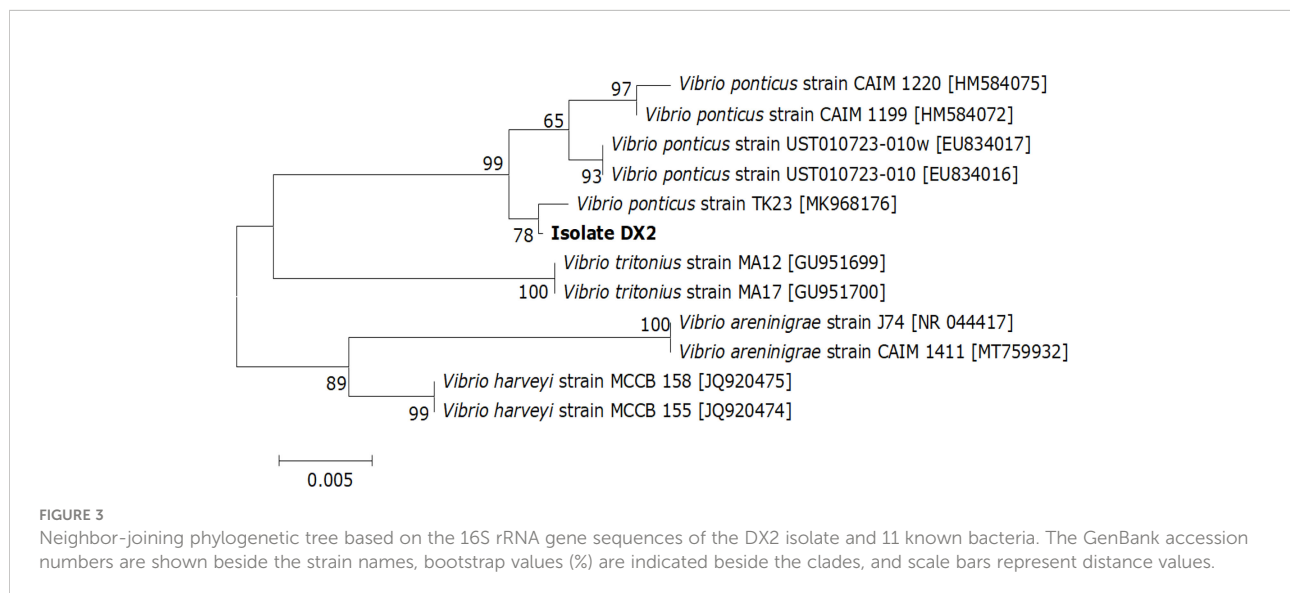 97
Vibrio ponticus strain CAIM 1220 [HM584075]
Vibrio ponticus strain CAIM 1199 [HM584072]
65
Vibrio ponticus strain UST010723-010w [EU834017]
99
93
Vibrio ponticus strain UST010723-010 [EU834016]
Vibrio ponticus strain TK23 [MK968176]
78
Isolate DX2
Vibrio tritonius strain MA12 [GU951699]
100
Vibrio tritonius strain MA17 [GU951700]
100
Vibrio areninigrae strain J74 [NR 044417]
Vibrio areninigrae strain CAIM 1411 [MT759932]
89
Vibrio harveyi strain MCCB 158 [JQ920475]
99
Vibrio harveyi strain MCCB 155 [JQ920474]
0.005
FIGURE 3
Neighbor-joining phylogenetic tree based on the 16S rRNA gene sequences of the DX2 isolate and 11 known bacteria. The GenBank accession
numbers are shown beside the strain names, bootstrap values (%) are indicated beside the clades, and scale bars represent distance values.